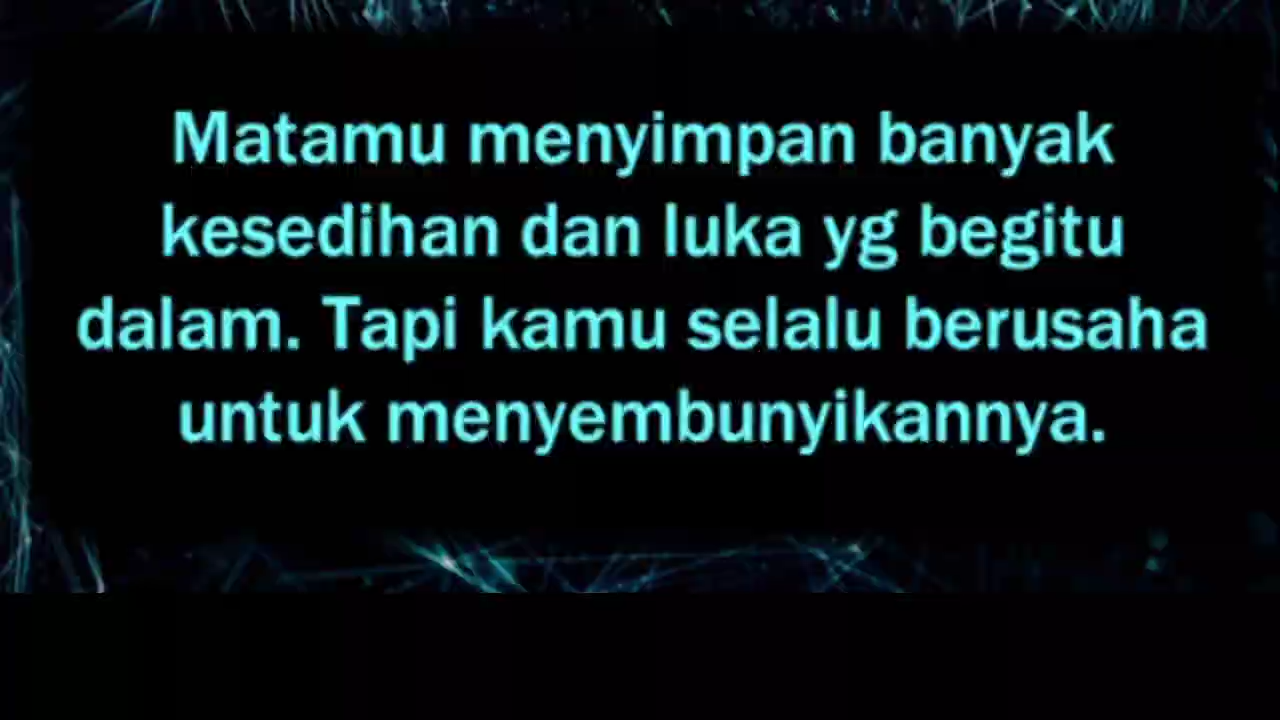 Matamu menyimpan banyak
kesedihan dan luka yg begitu
dalam. Tapi kamu selalu berusaha
untuk menyembunyikannya.